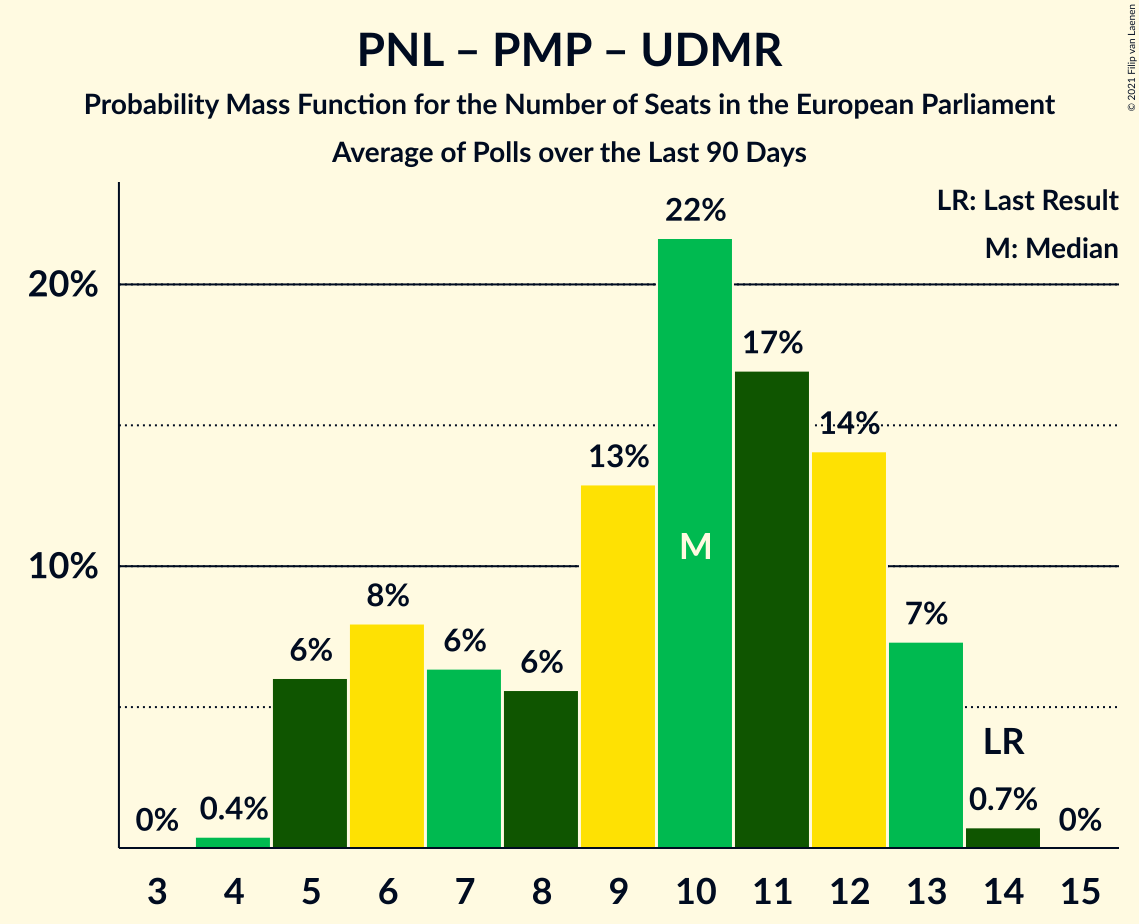 PNL – PMP – UDMR
Probability Mass Function for the Number of Seats in the European Parliament
Average of Polls over the Last 90 Days
© 2021 Filip van Laenen
LR: Last Result
M: Median
22%
20%
17%
14%
13%
M
10%
8%
7%
6%
6%
6%
LR
0%
0.4%
0.7%
0%
3 4 5 6 7 8 9 10 11 12 13 14 15